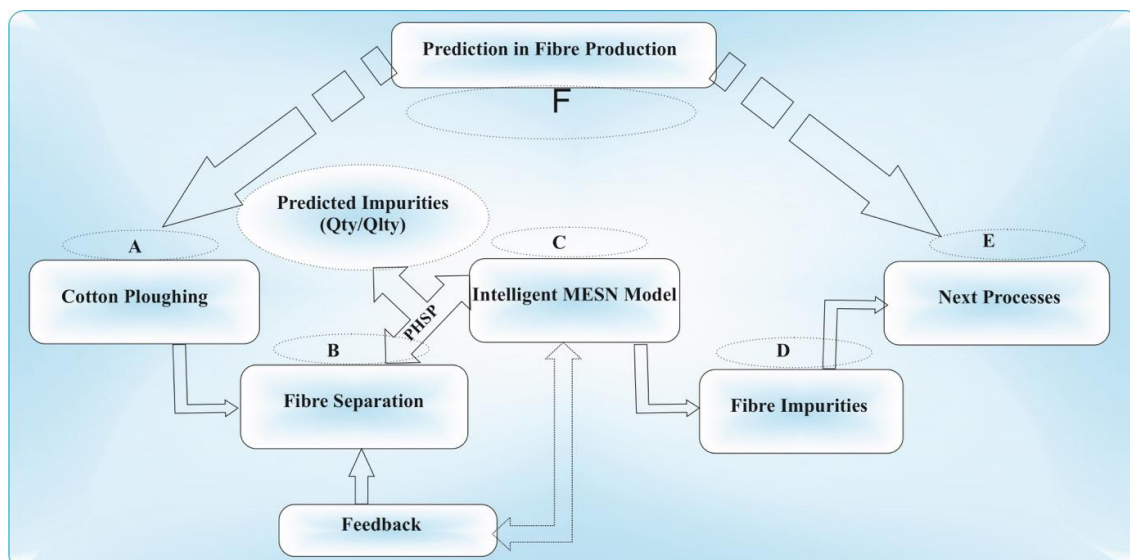 Prediction in Fibre Production
F
Predicted Impurities
(Qty/Qlty)
A
Cotton Ploughing
C
Intelligent MESN Model
E
Next Processes
PHSP
B
Fibre Separation
D
Fibre Impurities
Feedback